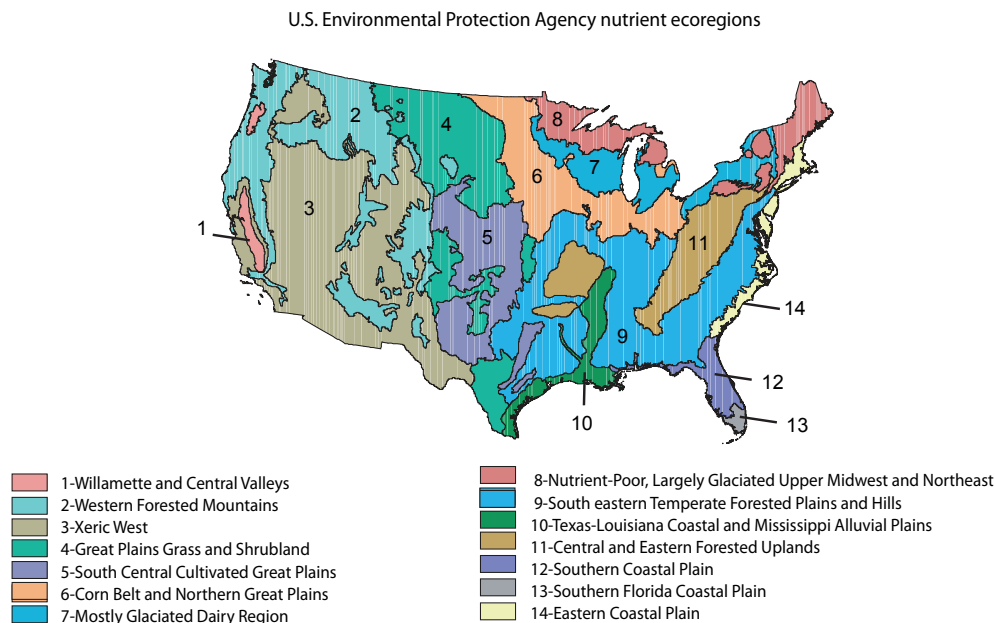 U.S. Environmental Protection Agency nutrient ecoregions
2
8
4
7
6
3
1
5
11
14
9
12
10
13
1-Willamette and Central Valleys
2-Western Forested Mountains
3-Xeric West
4-Great Plains Grass and Shrubland
5-South Central Cultivated Great Plains
6-Corn Belt and Northern Great Plains
7-Mostly Glaciated Dairy Region
8-Nutrient-Poor, Largely Glaciated Upper Midwest and Northeast
9-South eastern Temperate Forested Plains and Hills
10-Texas-Louisiana Coastal and Mississippi Alluvial Plains
11-Central and Eastern Forested Uplands
12-Southern Coastal Plain
13-Southern Florida Coastal Plain
14-Eastern Coastal Plain